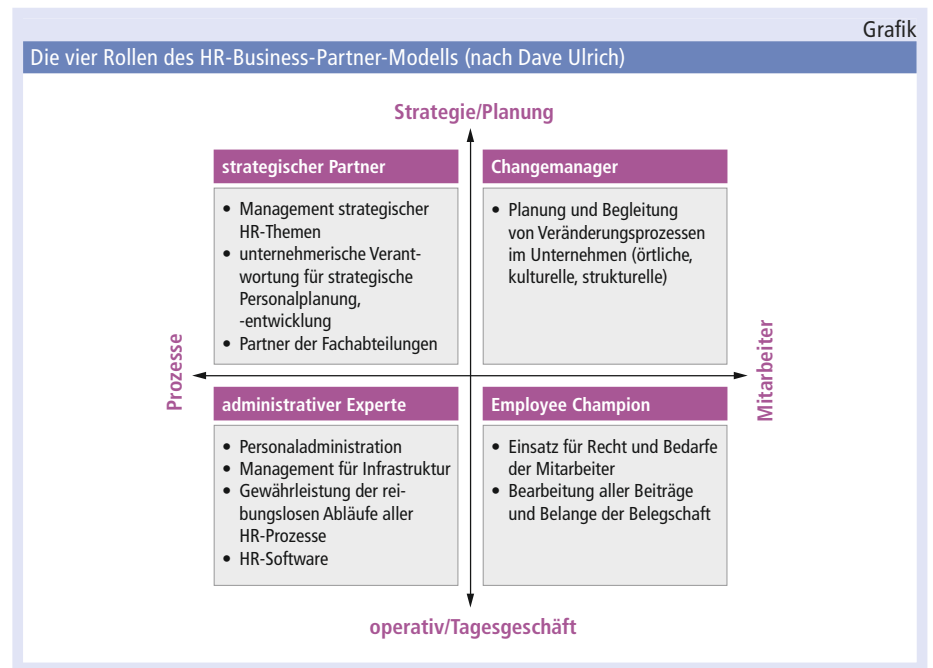 Grafik
Die vier Rollen des HR-Business-Partner-Modells (nach Dave Ulrich)
Strategie/Planung
strategischer Partner
• Management strategischer
HR-Themen
• unternehmerische Verant-
wortung für strategische
Personalplanung,
-entwicklung
• Partner der Fachabteilungen
Changemanager
• Planung und Begleitung
von Veränderungsprozessen
im Unternehmen (örtliche,
kulturelle, strukturelle)
Prozesse
Mitarbeiter
administrativer Experte
• Personaladministration
• Management für Infrastruktur
• Gewährleistung der rei-
bungslosen Abläufe aller
HR-Prozesse
• HR-Software
Employee Champion
• Einsatz für Recht und Bedarfe
der Mitarbeiter
• Bearbeitung aller Beiträge
und Belange der Belegschaft
operativ/Tagesgeschäft